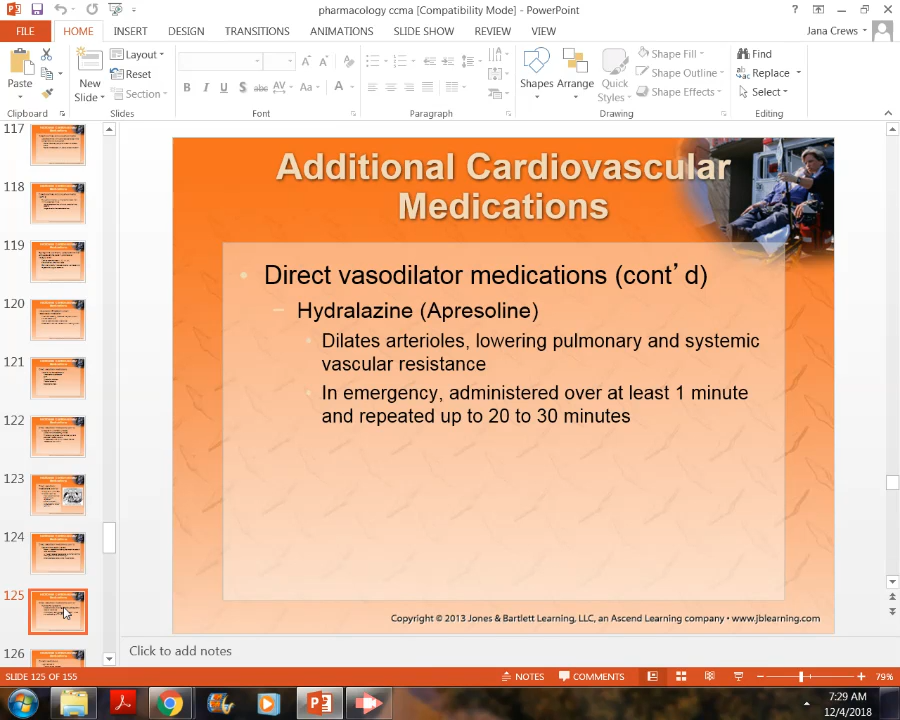 pharmacology ccma [Compatibility Mode] - PowerPoint
?
FILE
HOME
INSERT
DESIGN
TRANSITIONS
ANIMATIONS
SLIDE SHOW
REVIEW
VIEW
Jana Crews
Paste
New
Slide
Layout
Reset
Section
B I U S abc AV Aa A
Shapes
Arrange
Quick
Styles
Shape Fill
Shape Outline
Shape Effects
Find
Replace
Select
Clipboard
Slides
Font
Paragraph
Drawing
Editing
117
118
119
120
121
122
123
124
125
126
Additional Cardiovascular
Medications
• Direct vasodilator medications (cont’d)
– Hydralazine (Apresoline)
• Dilates arterioles, lowering pulmonary and systemic
vascular resistance
• In emergency, administered over at least 1 minute
and repeated up to 20 to 30 minutes
Copyright © 2013 Jones & Bartlett Learning, LLC, an Ascend Learning company • www.jblearning.com
Click to add notes
SLIDE 125 OF 155
NOTES
COMMENTS
79%
7:29 AM
12/4/2018